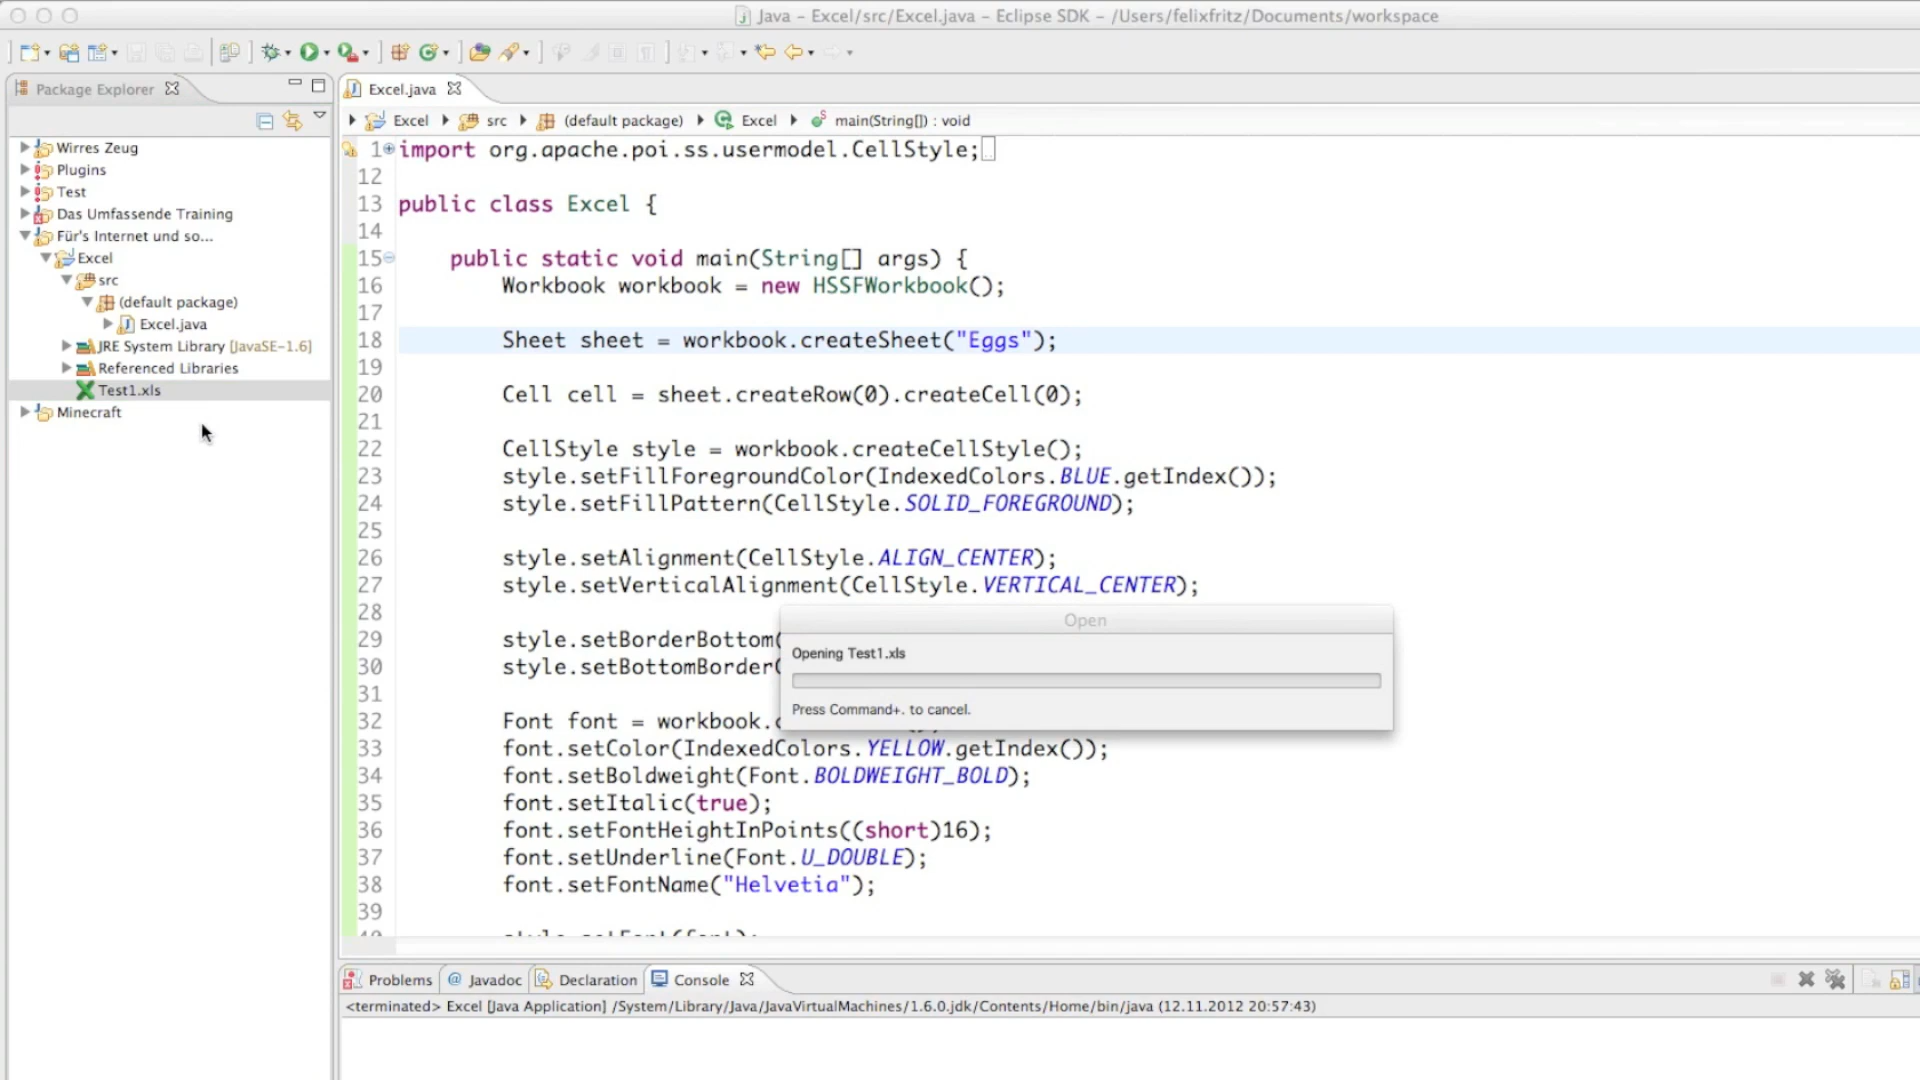 Java - Excel/src/Excel.java - Eclipse SDK - /Users/felixfritz/Documents/workspace
Package Explorer
Wirres Zeug
Plugins
Test
Das Umfassende Training
Für's Internet und so...
Excel
src
(default package)
Excel.java
JRE System Library [JavaSE-1.6]
Referenced Libraries
Test1.xls
Minecraft
Excel.java
Excel src (default package) Excel main(String[]) : void
1 import org.apache.poi.ss.usermodel.CellStyle;
12
13 public class Excel {
14
15 public static void main(String[] args) {
16 Workbook workbook = new HSSFWorkbook();
17
18 Sheet sheet = workbook.createSheet("Eggs");
19
20 Cell cell = sheet.createRow(0).createCell(0);
21
22 CellStyle style = workbook.createCellStyle();
23 style.setFillForegroundColor(IndexedColors.BLUE.getIndex());
24 style.setFillPattern(CellStyle.SOLID_FOREGROUND);
25
26 style.setAlignment(CellStyle.ALIGN_CENTER);
27 style.setVerticalAlignment(CellStyle.VERTICAL_CENTER);
28
29 style.setBorderBottom(
30 style.setBottomBorder
31
32 Font font = workbook.
33 font.setColor(IndexedColors.YELLOW.getIndex());
34 font.setBoldweight(Font.BOLDWEIGHT_BOLD);
35 font.setItalic(true);
36 font.setFontHeightInPoints((short)16);
37 font.setUnderline(Font.U_DOUBLE);
38 font.setFontName("Helvetia");
39
Open
Opening Test1.xls
Press Command+. to cancel.
Problems Javadoc Declaration Console
<terminated> Excel [Java Application] /System/Library/Java/JavaVirtualMachines/1.6.0.jdk/Contents/Home/bin/java (12.11.2012 20:57:43)